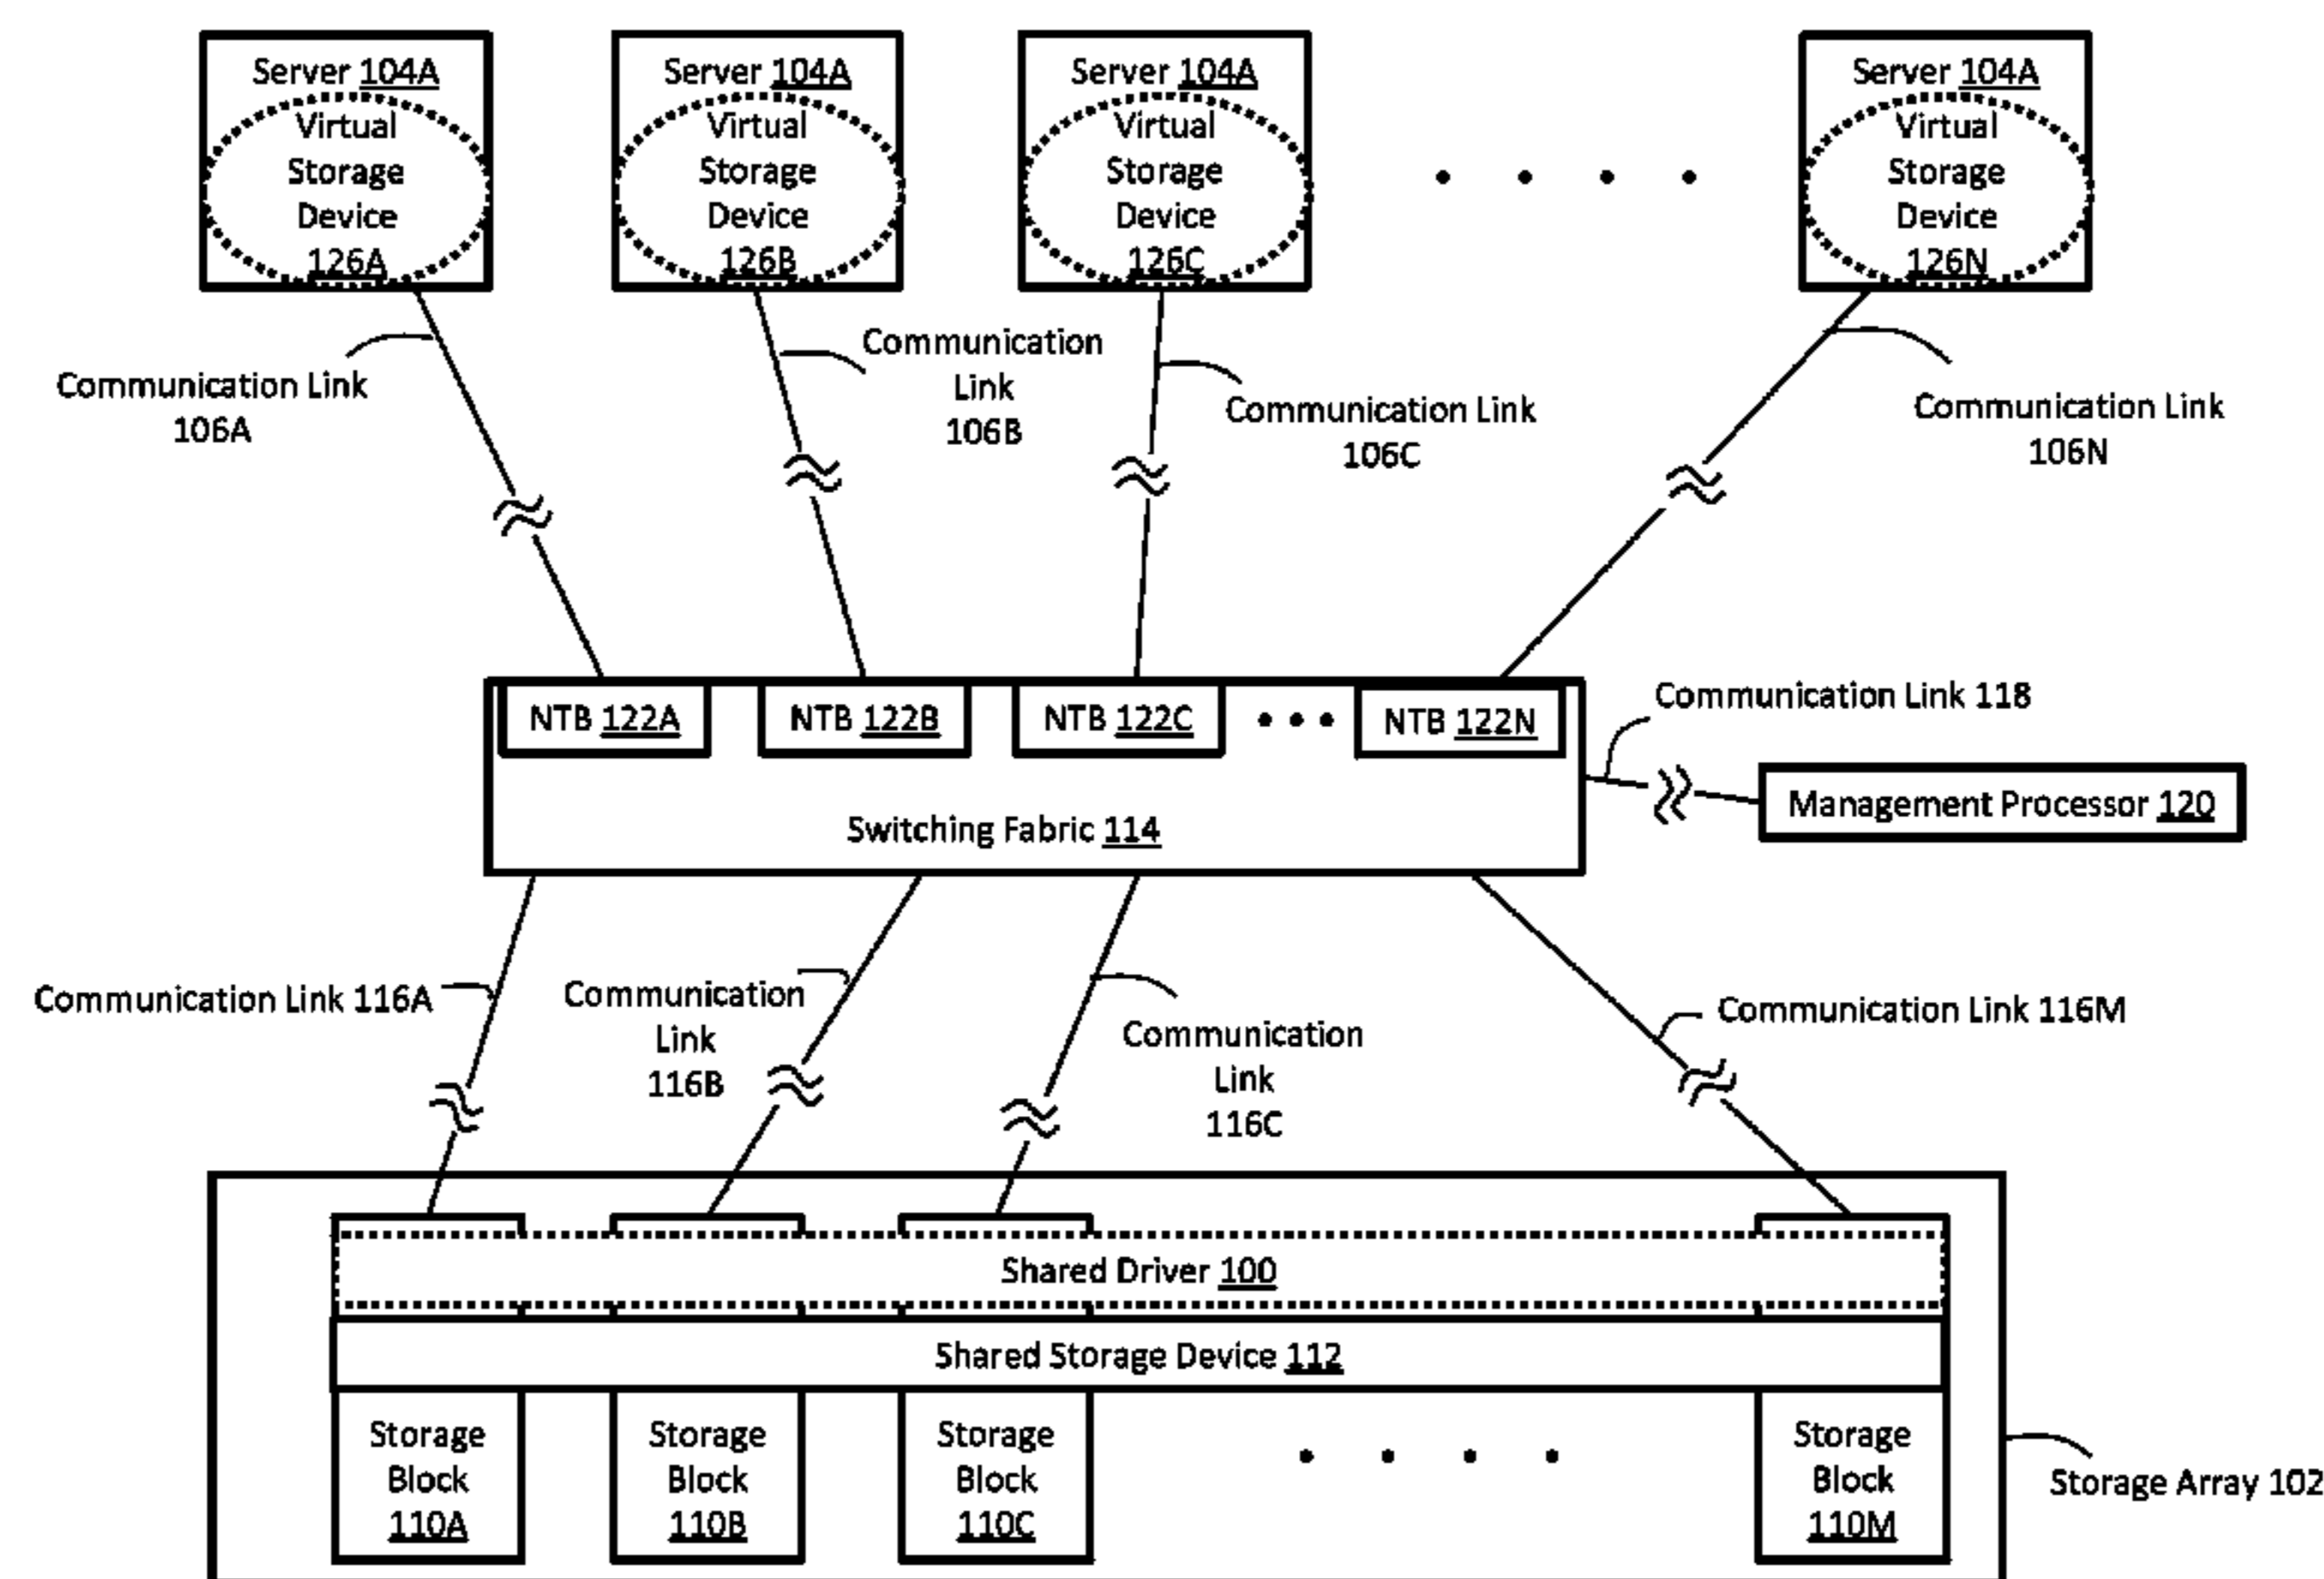 Server 104A
Virtual
Storage
Device
126A
Server 104A
Virtual
Storage
Device
126B
Server 104A
Virtual
Storage
Device
126C
Server 104A
Virtual
Storage
Device
126N
Communication Link
106A
Communication
Link
106B
Communication Link
106C
Communication Link
106N
NTB 122A
NTB 122B
NTB 122C
NTB 122N
Switching Fabric 114
Communication Link 118
Management Processor 120
Communication Link 116A
Communication
Link
116B
Communication
Link
116C
Communication Link 116M
Shared Driver 100
Shared Storage Device 112
Storage
Block
110A
Storage
Block
110B
Storage
Block
110C
Storage
Block
110M
Storage Array 102